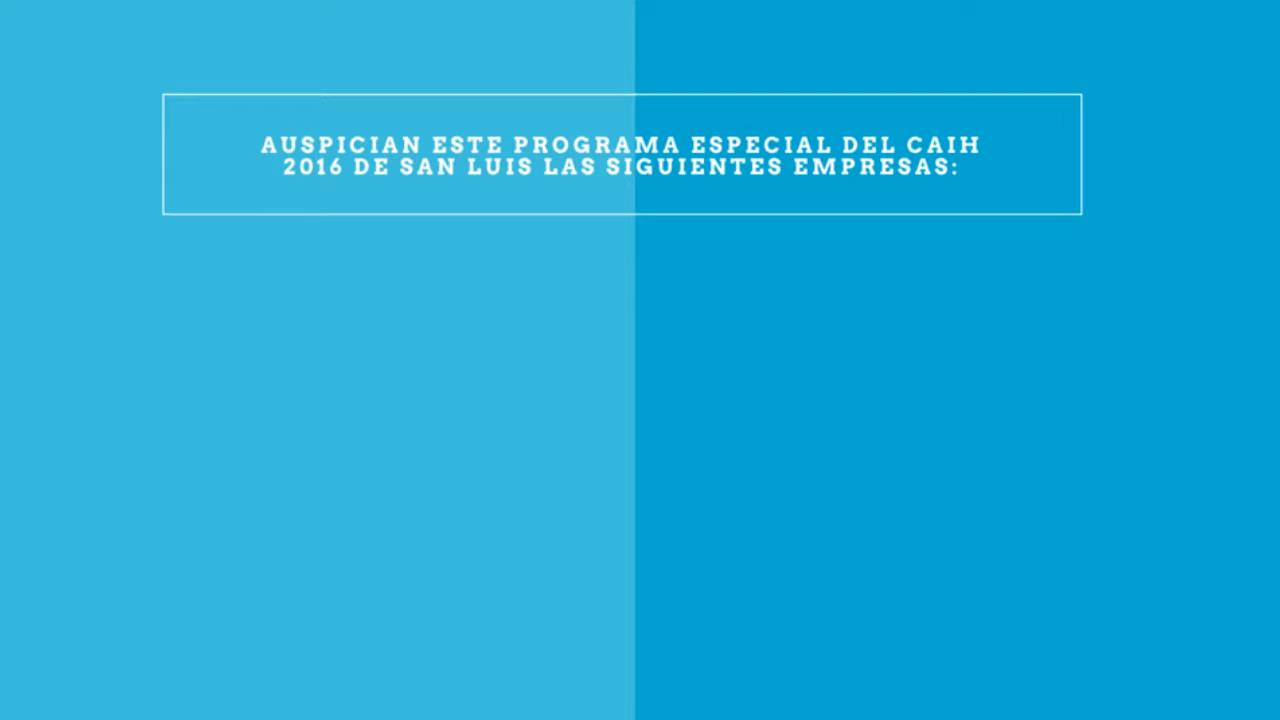 AUSPICIAN ESTE PROGRAMA ESPECIAL DEL CAIH
2016 DE SAN LUIS LAS SIGUIENTES EMPRESAS: